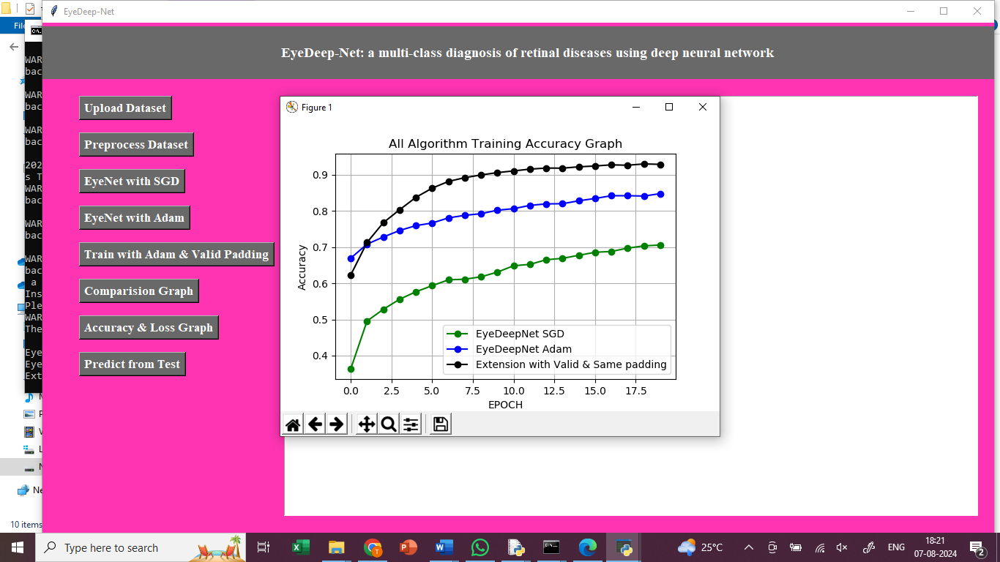 EyeDeep-Net
EyeDeep-Net: a multi-class diagnosis of retinal diseases using deep neural network
Upload Dataset
Preprocess Dataset
EyeNet with SGD
EyeNet with Adam
Train with Adam & Valid Padding
Comparision Graph
Accuracy & Loss Graph
Predict from Test
Figure 1
All Algorithm Training Accuracy Graph
Accuracy
0.9
0.8
0.7
0.6
0.5
0.4
EyeDeepNet SGD
EyeDeepNet Adam
Extension with Valid & Same padding
0.0 2.5 5.0 7.5 10.0 12.5 15.0 17.5
EPOCH
10 items
Type here to search
25°C
ENG
18:21
07-08-2024
2